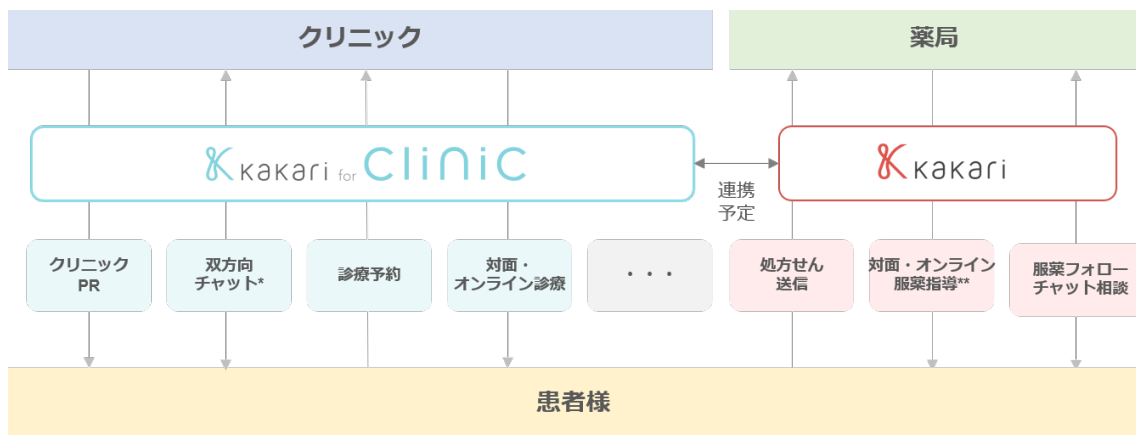 クリニック
薬局
kakari for CliniC
kakari
連携
予定
クリニック
PR
双方向
チャット*
診療予約
対面・
オンライン診療
・・・
処方せん
送信
対面・オンライン
服薬指導**
服薬フォロー
チャット相談
患者様